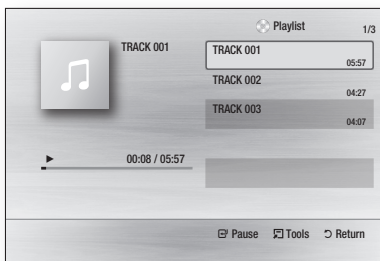 Playlist
1/3
TRACK 001
TRACK 001
05:57
TRACK 002
04:27
TRACK 003
04:07
00:08 / 05:57
Pause Tools Return